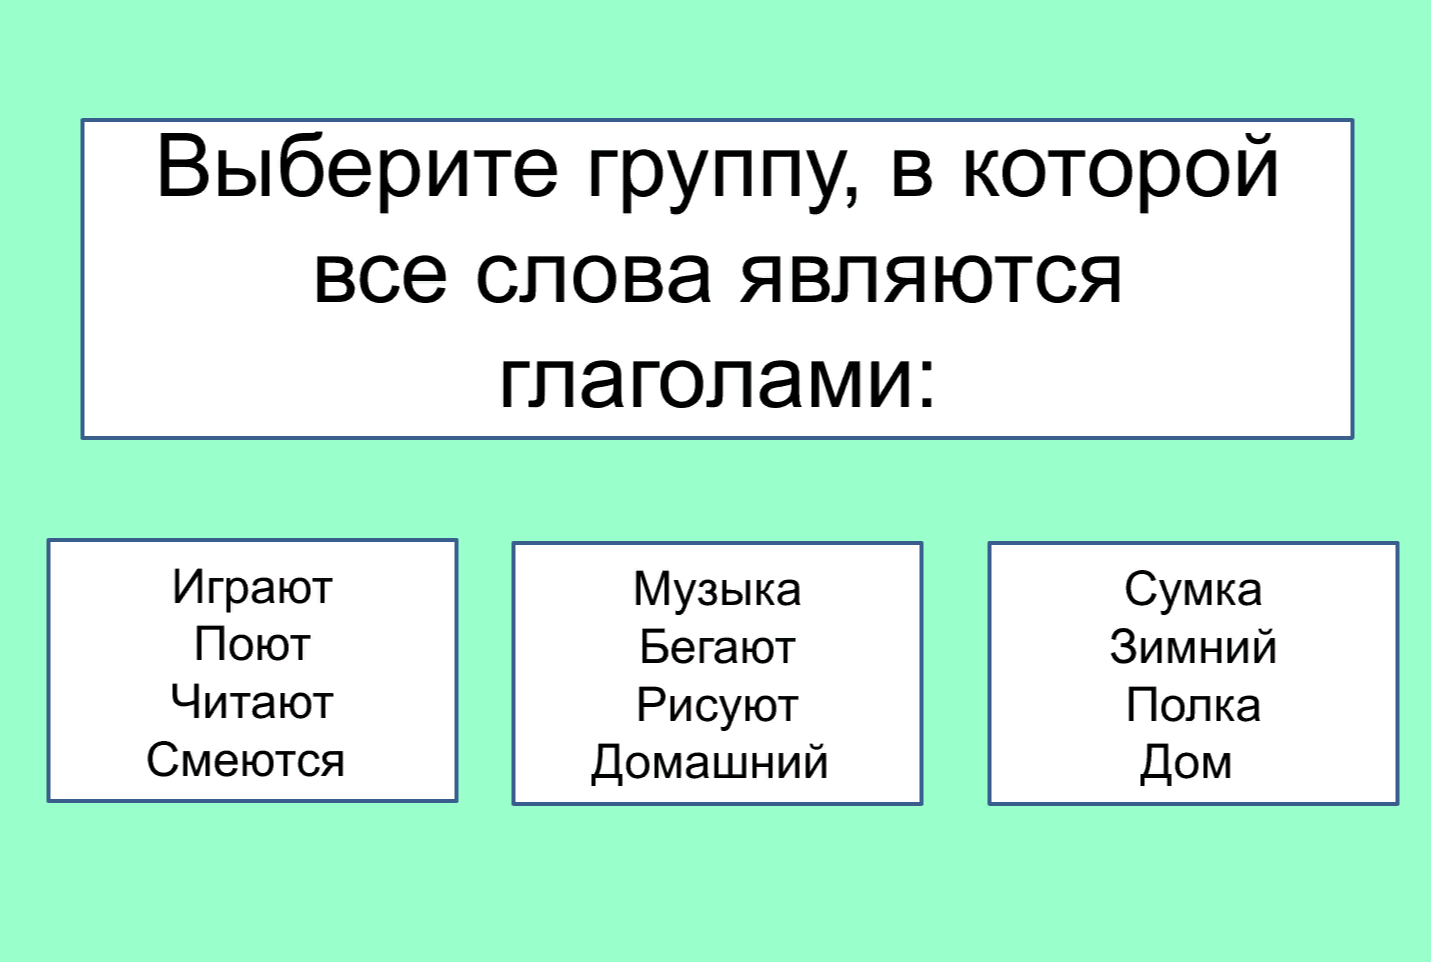 Выберите группу, в которой
все слова являются
глаголами:
Играют
Поют
Читают
Смеются
Музыка
Бегают
Рисуют
Домашний
Сумка
Зимний
Полка
Дом